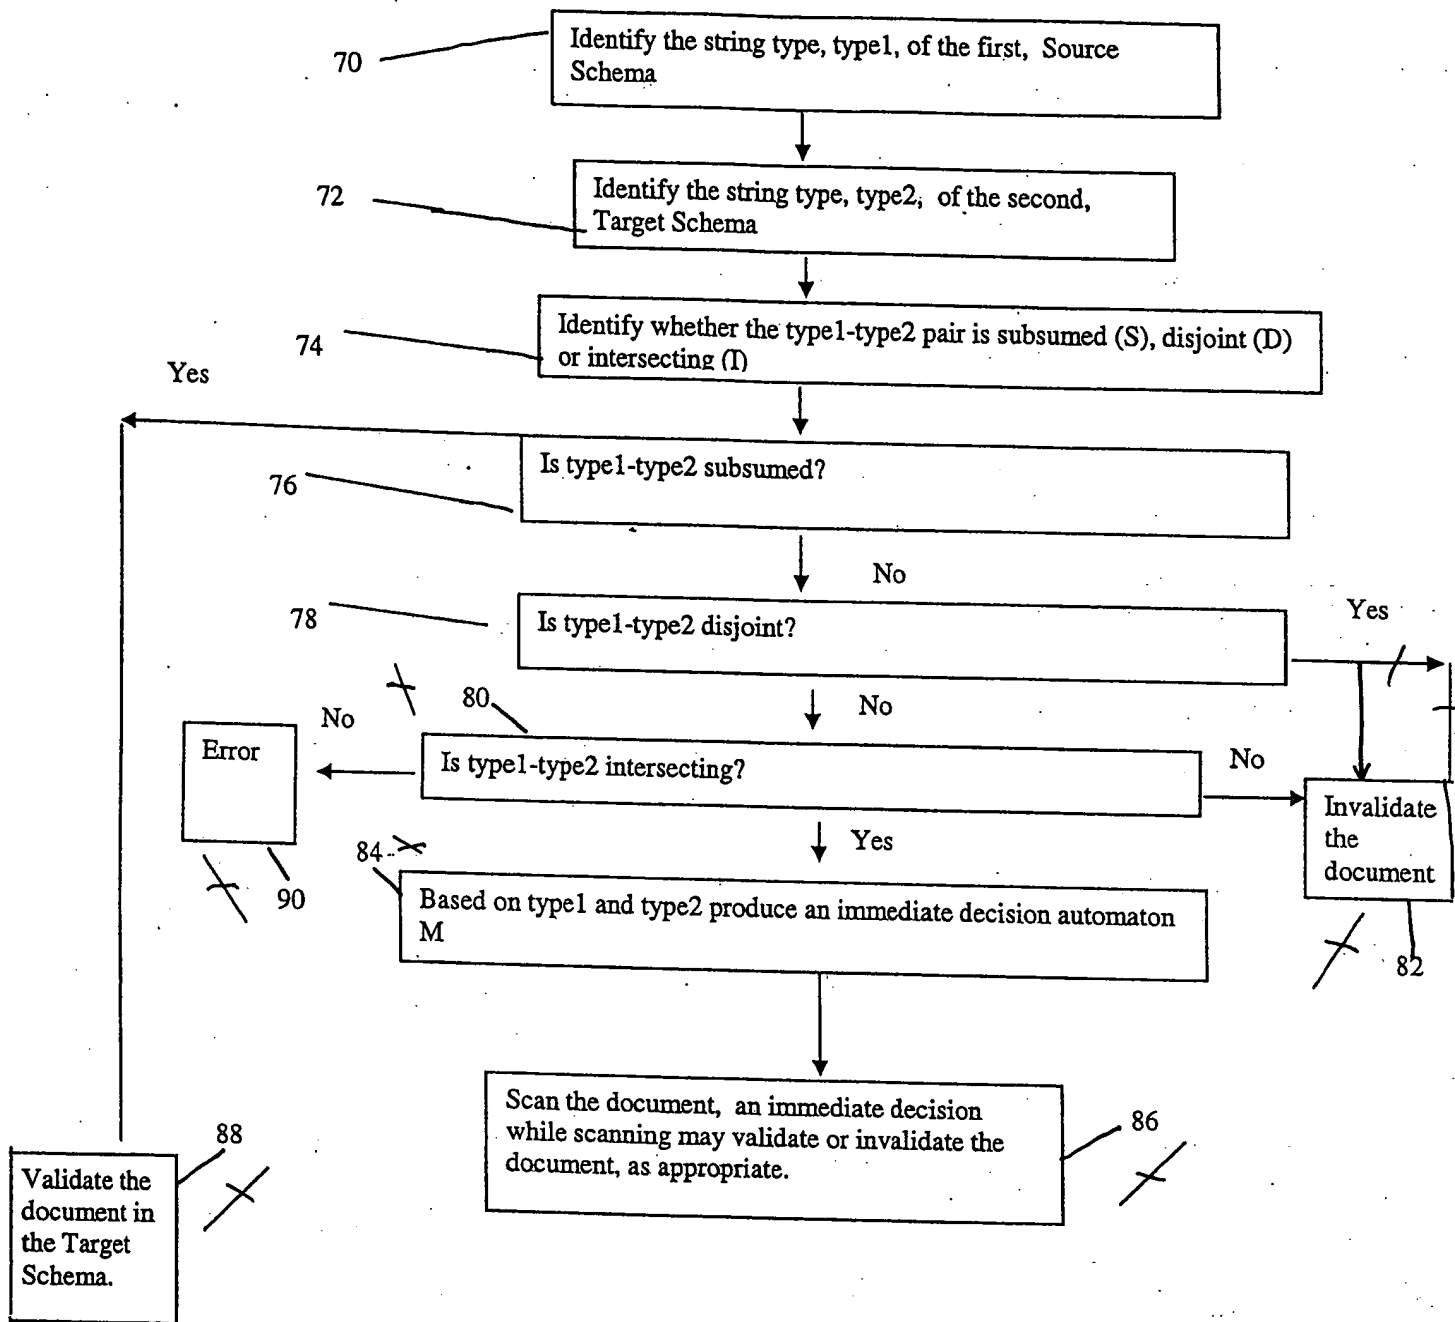 70
Identify the string type, type1, of the first, Source
Schema
72
Identify the string type, type2, of the second,
Target Schema
74
Identify whether the type1-type2 pair is subsumed (S), disjoint (D)
or intersecting (I)
Yes
76
Is type1-type2 subsumed?
No
78
Is type1-type2 disjoint?
Yes
80
No
No
Error
Is type1-type2 intersecting?
No
Invalidate
the
document
82
84
Yes
90
Based on type1 and type2 produce an immediate decision automaton
M
Scan the document, an immediate decision
while scanning may validate or invalidate the
document, as appropriate.
86
88
Validate the
document in
the Target
Schema.